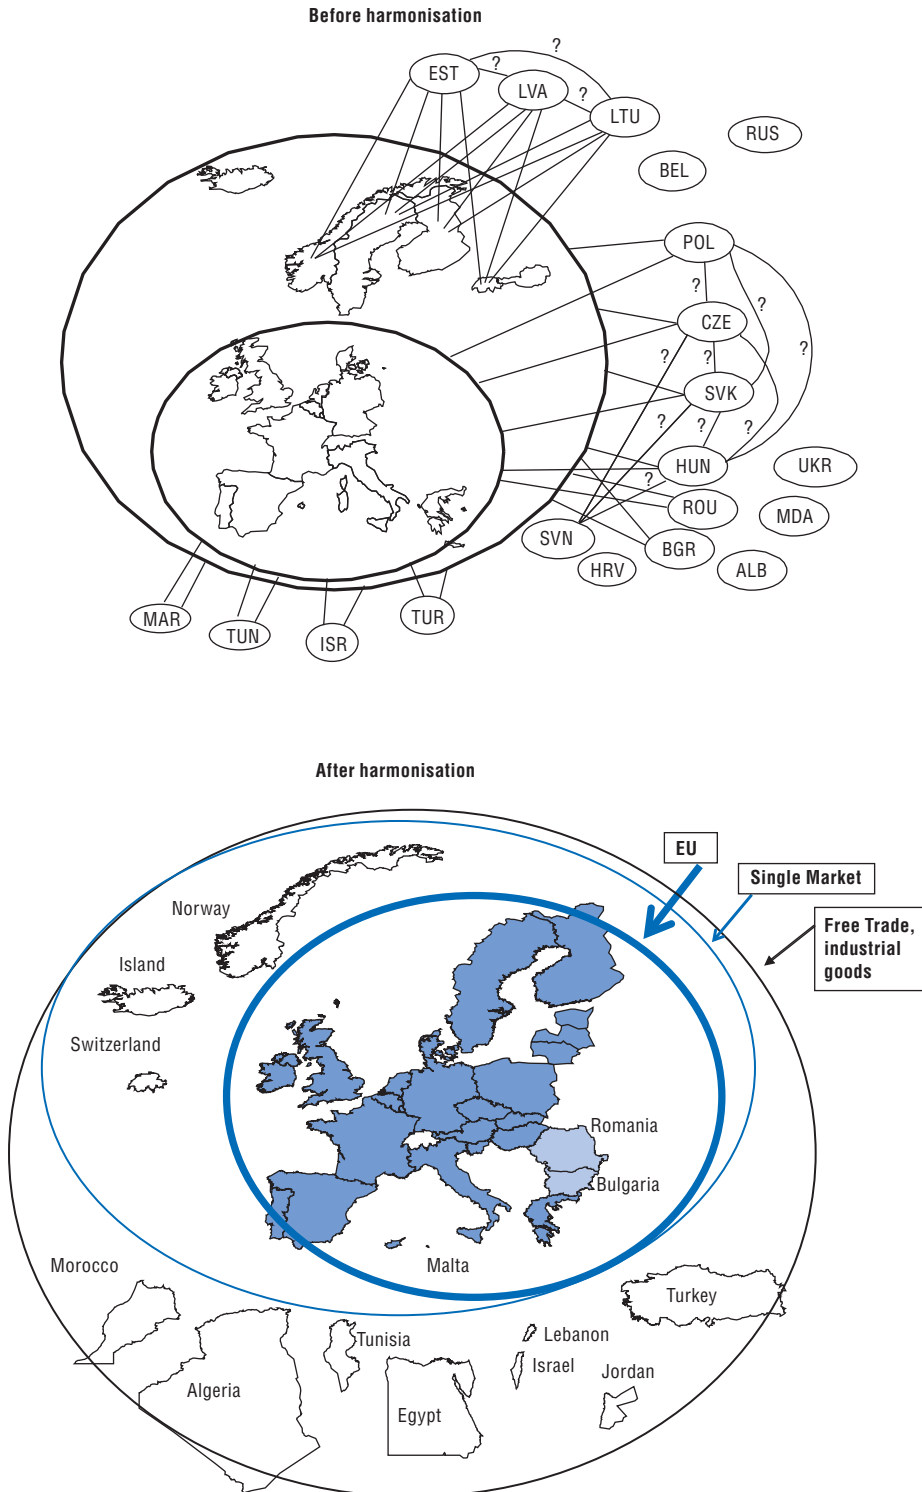 Before harmonisation
?
EST
?
LVA
?
LTU
RUS
BEL
POL
?
?
CZE
?
?
?
SVK
?
?
?
HUN
UKR
?
ROU
MDA
SVN
BGR
HRV
ALB
MAR
TUN
ISR
TUR
After harmonisation
EU
Single Market
Free Trade,
industrial
goods
Norway
Island
Switzerland
Romania
Bulgaria
Malta
Morocco
Turkey
Tunisia
Lebanon
Israel
Jordan
Algeria
Egypt